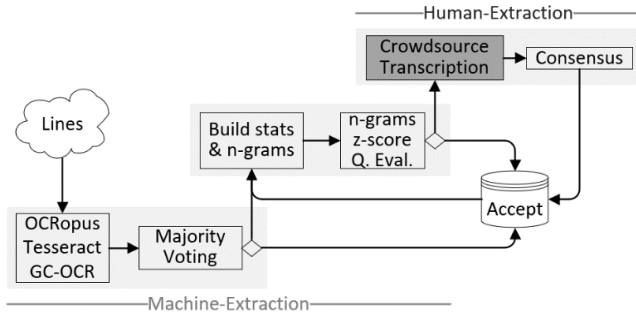 Human-Extraction
Crowdsource
Transcription
Consensus
Lines
Build stats
& n-grams
n-grams
z-score
Q. Eval.
Accept
OCRopus
Tesseract
GC-OCR
Majority
Voting
Machine-Extraction